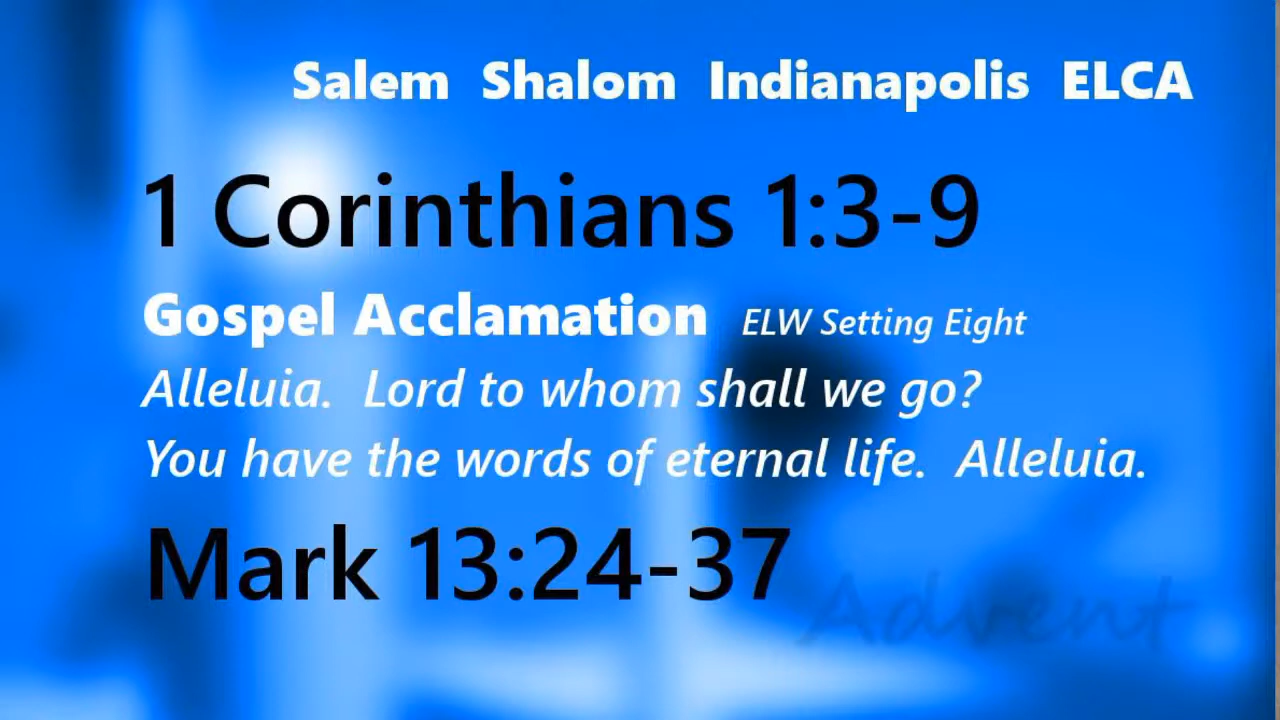 Salem Shalom Indianapolis ELCA
1 Corinthians 1:3-9
Gospel Acclamation ELW Setting Eight
Alleluia. Lord to whom shall we go?
You have the words of eternal life. Alleluia.
Mark 13:24-37
Advent